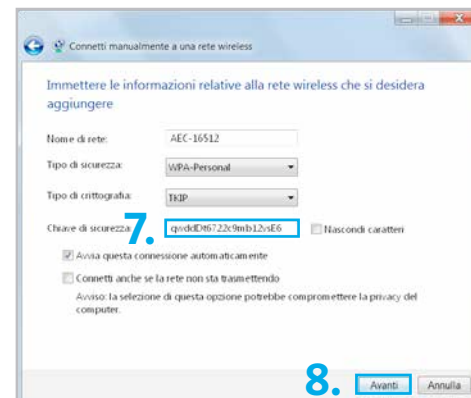 Connetti manualmente a una rete wireless
Immettere le informazioni relative alla rete wireless che si desidera
aggiungere
Nome di rete: AEC-16512
Tipo di sicurezza: WPA-Personal
Tipo di crittografia: TKIP
Chiave di sicurezza: 7. qwddDt6722c9mb12vsE6 Nascondi caratteri
Avvia questa connessione automaticamente
Connetti anche se la rete non sta trasmettendo
Avviso: la selezione di questa opzione potrebbe compromettere la privacy del
computer.
8. Avanti Annulla